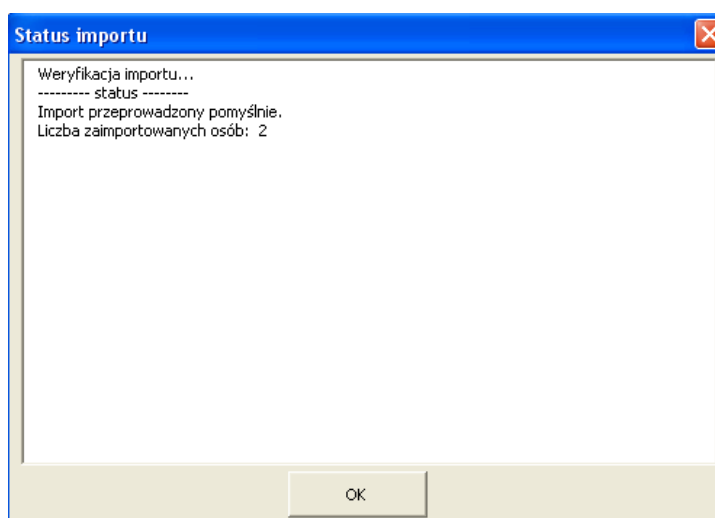 Status importu
Weryfikacja importu...
--------- status --------
Import przeprowadzony pomyślnie.
Liczba zaimportowanych osób:  2
OK